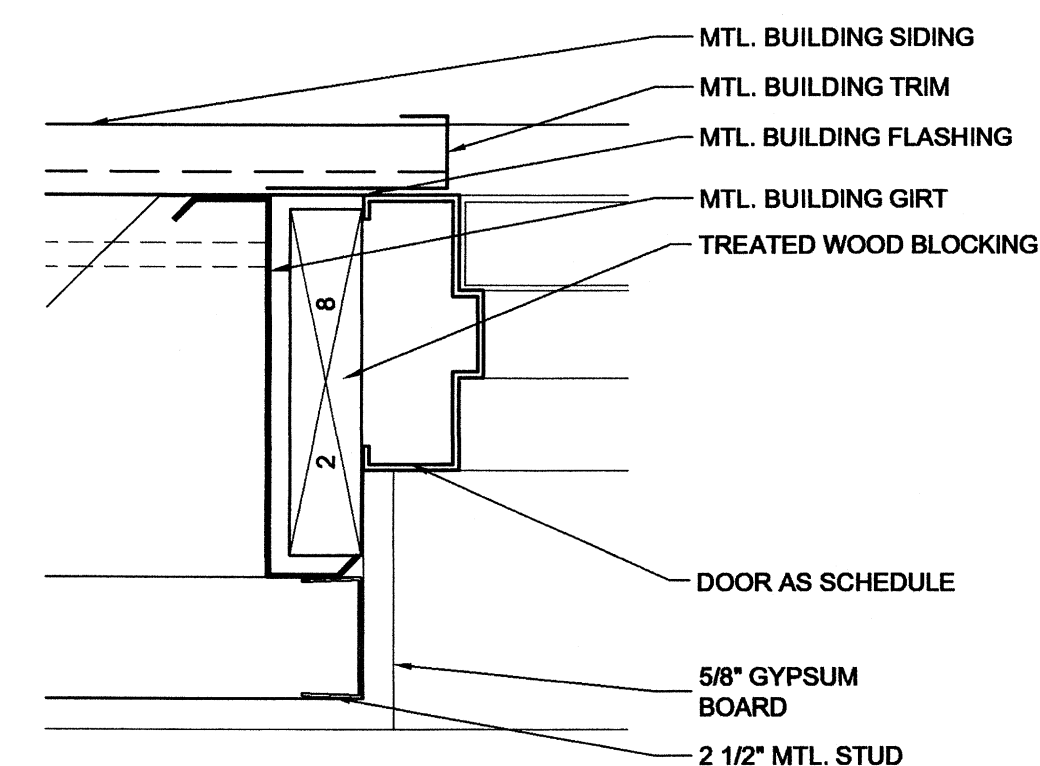 MTL. BUILDING SIDING
MTL. BUILDING TRIM
MTL. BUILDING FLASHING
MTL. BUILDING GIRT
TREATED WOOD BLOCKING
8
2
DOOR AS SCHEDULE
5/8" GYPSUM
BOARD
2 1/2" MTL. STUD